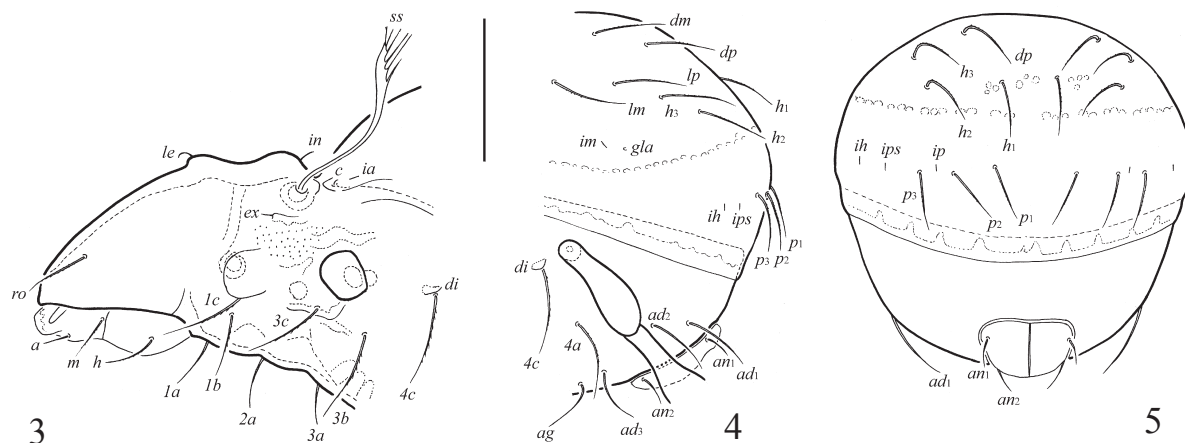 ss
le
in
c
ia
ex
ro
1c
3c
di
a
m
h
1a
1b
2a
3a
3b
4c
3
dm
dp
lp
h1
lm
h3
h2
im
gla
ih
ips
p1
p2
p3
di
ad2
4a
4c
an1
ad1
an2
ag
ad3
4
dp
h3
h2
h1
ih
ips
ip
p3
p2
p1
ad1
an1
an2
5